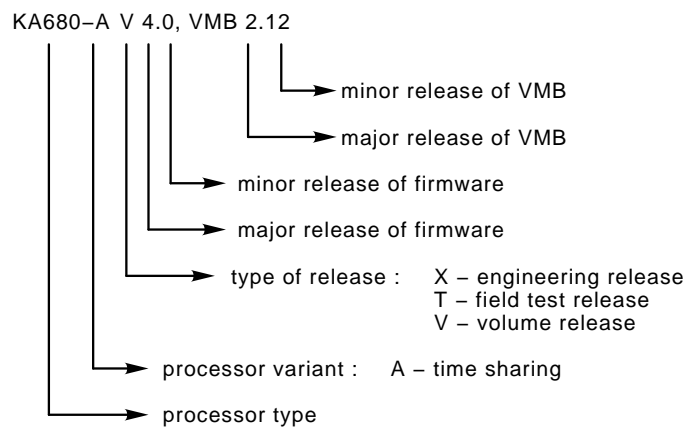 KA680–A V 4.0, VMB 2.12
minor release of VMB
major release of VMB
minor release of firmware
major release of firmware
type of release : X – engineering release
T – field test release
V – volume release
processor variant : A – time sharing
processor type